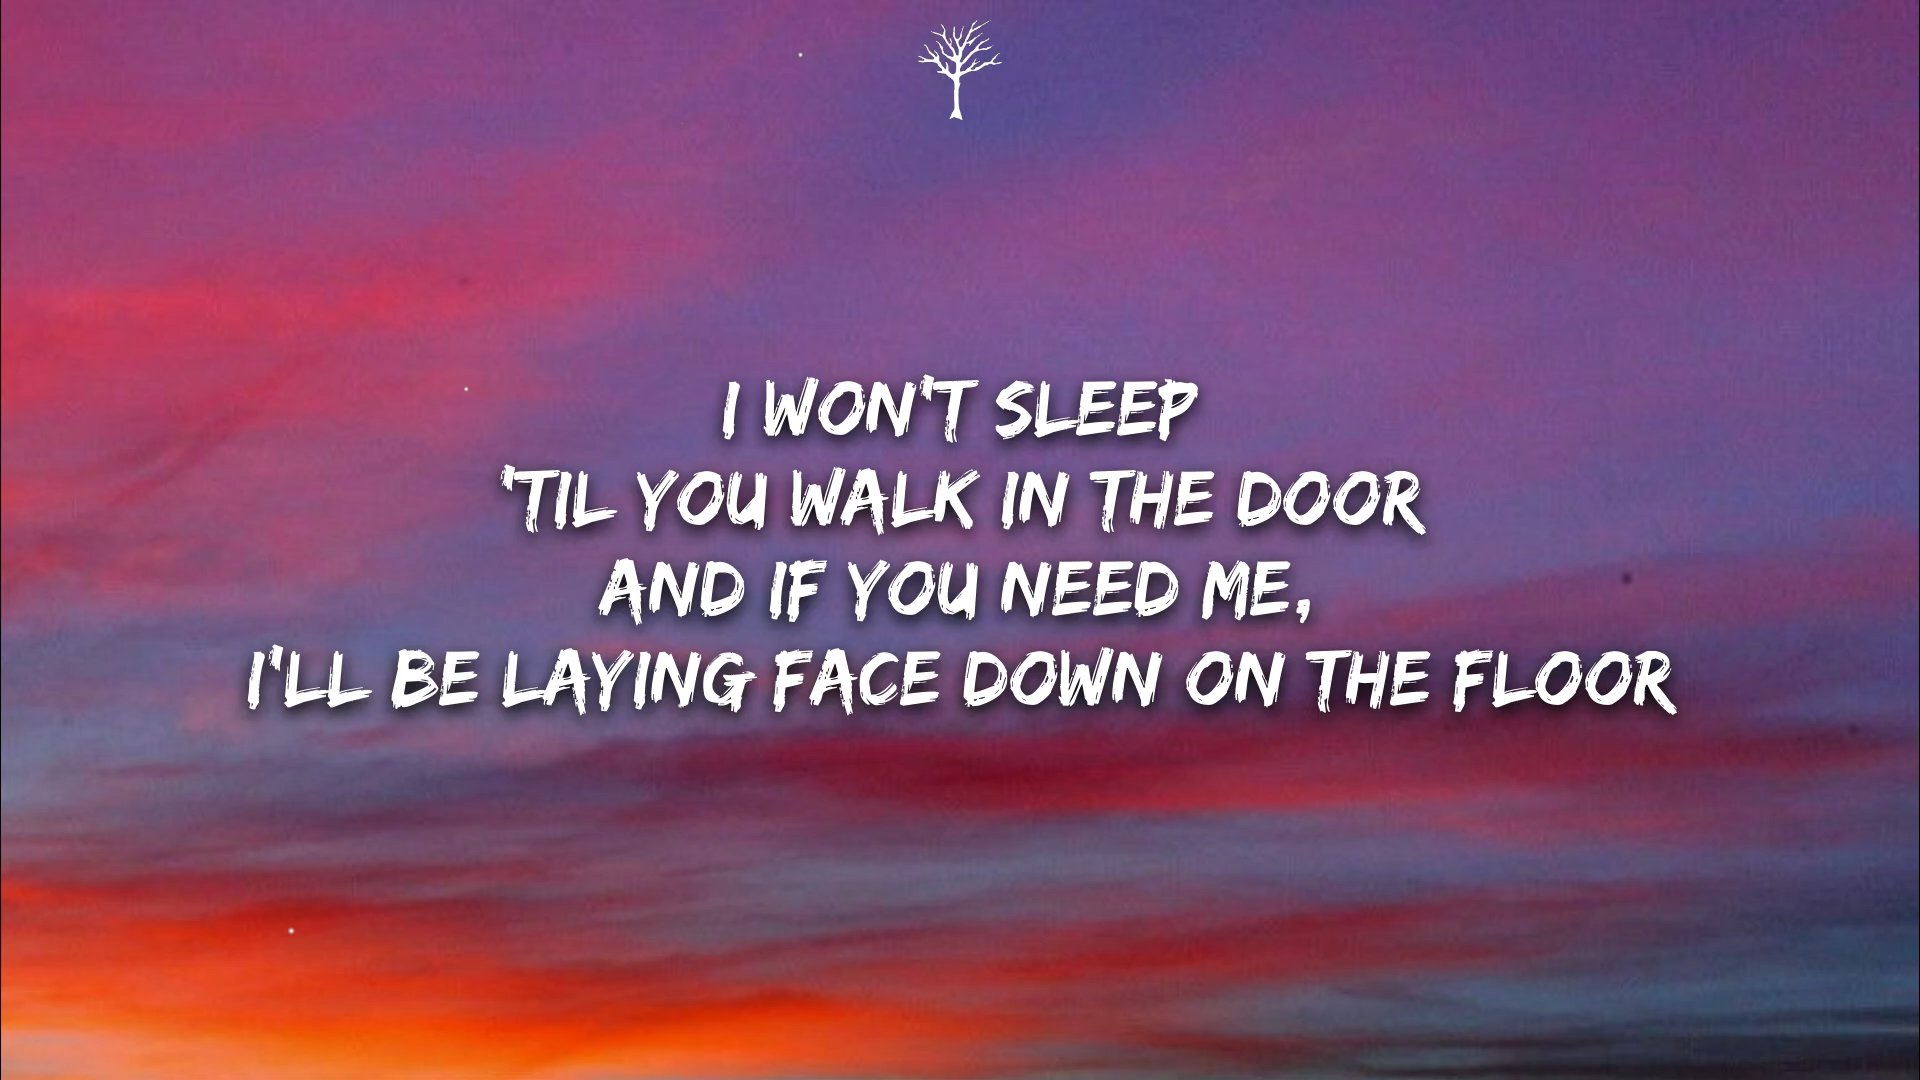 I WON'T SLEEP
'TIL YOU WALK IN THE DOOR
AND IF YOU NEED ME,
I'LL BE LAYING FACE DOWN ON THE FLOOR